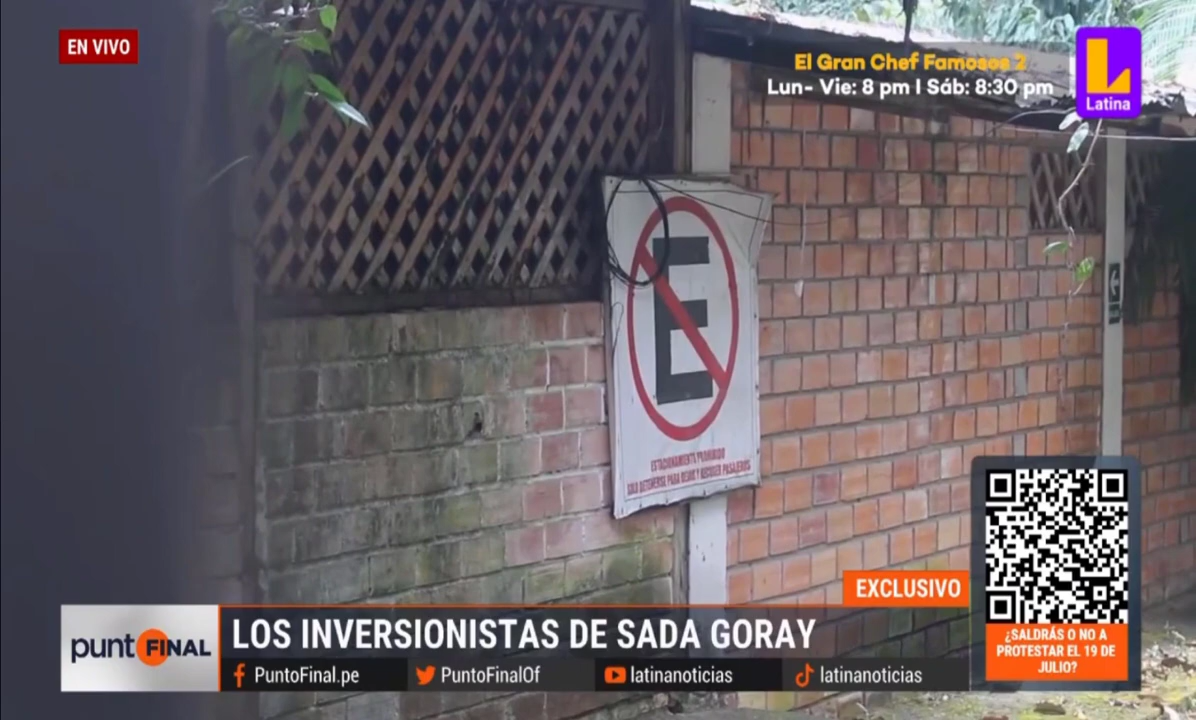 EN VIVO
El Gran Chef Famosos 2
Lun- Vie: 8 pm I Sáb: 8:30 pm
L
Latina
E
ESTACIONAMIENTO PROHIBIDO
SOLO DETENERSE PARA DEJAR Y RECOGER PASAJEROS
EXCLUSIVO
punto FINAL
LOS INVERSIONISTAS DE SADA GORAY
PuntoFinal.pe
PuntoFinalOf
latinanoticias
latinanoticias
¿SALDRÁS O NO A
PROTESTAR EL 19 DE
JULIO?